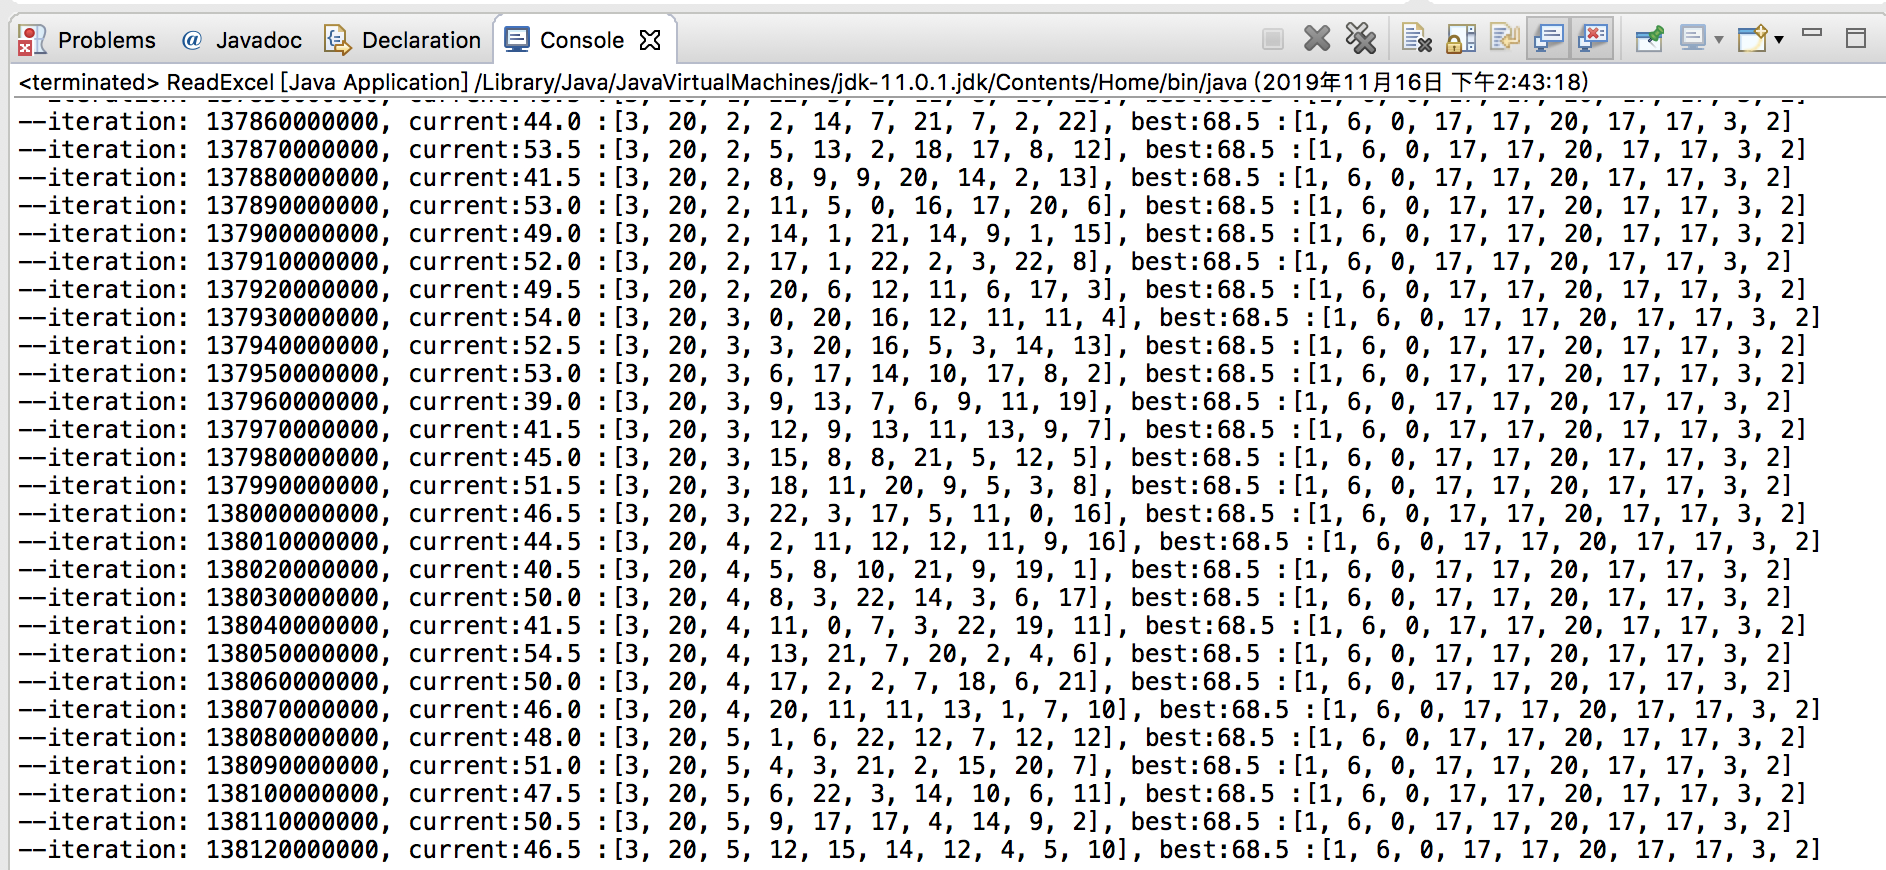 Problems @ Javadoc Declaration Console
<terminated> ReadExcel [Java Application] /Library/Java/JavaVirtualMachines/jdk-11.0.1.jdk/Contents/Home/bin/java (2019年11月16日 下午2:43:18)
--iteration: 137860000000, current:44.0 :[3, 20, 2, 2, 14, 7, 21, 7, 2, 22], best:68.5 :[1, 6, 0, 17, 17, 20, 17, 17, 3, 2]
--iteration: 137870000000, current:53.5 :[3, 20, 2, 5, 13, 2, 18, 17, 8, 12], best:68.5 :[1, 6, 0, 17, 17, 20, 17, 17, 3, 2]
--iteration: 137880000000, current:41.5 :[3, 20, 2, 8, 9, 9, 20, 14, 2, 13], best:68.5 :[1, 6, 0, 17, 17, 20, 17, 17, 3, 2]
--iteration: 137890000000, current:53.0 :[3, 20, 2, 11, 5, 0, 16, 17, 20, 6], best:68.5 :[1, 6, 0, 17, 17, 20, 17, 17, 3, 2]
--iteration: 137900000000, current:49.0 :[3, 20, 2, 14, 1, 21, 14, 9, 1, 15], best:68.5 :[1, 6, 0, 17, 17, 20, 17, 17, 3, 2]
--iteration: 137910000000, current:52.0 :[3, 20, 2, 17, 1, 22, 2, 3, 22, 8], best:68.5 :[1, 6, 0, 17, 17, 20, 17, 17, 3, 2]
--iteration: 137920000000, current:49.5 :[3, 20, 2, 20, 6, 12, 11, 6, 17, 3], best:68.5 :[1, 6, 0, 17, 17, 20, 17, 17, 3, 2]
--iteration: 137930000000, current:54.0 :[3, 20, 3, 0, 20, 16, 12, 11, 11, 4], best:68.5 :[1, 6, 0, 17, 17, 20, 17, 17, 3, 2]
--iteration: 137940000000, current:52.5 :[3, 20, 3, 3, 20, 16, 5, 3, 14, 13], best:68.5 :[1, 6, 0, 17, 17, 20, 17, 17, 3, 2]
--iteration: 137950000000, current:53.0 :[3, 20, 3, 6, 17, 14, 10, 17, 8, 2], best:68.5 :[1, 6, 0, 17, 17, 20, 17, 17, 3, 2]
--iteration: 137960000000, current:39.0 :[3, 20, 3, 9, 13, 7, 6, 9, 11, 19], best:68.5 :[1, 6, 0, 17, 17, 20, 17, 17, 3, 2]
--iteration: 137970000000, current:41.5 :[3, 20, 3, 12, 9, 13, 11, 13, 9, 7], best:68.5 :[1, 6, 0, 17, 17, 20, 17, 17, 3, 2]
--iteration: 137980000000, current:45.0 :[3, 20, 3, 15, 8, 8, 21, 5, 12, 5], best:68.5 :[1, 6, 0, 17, 17, 20, 17, 17, 3, 2]
--iteration: 137990000000, current:51.5 :[3, 20, 3, 18, 11, 20, 9, 5, 3, 8], best:68.5 :[1, 6, 0, 17, 17, 20, 17, 17, 3, 2]
--iteration: 138000000000, current:46.5 :[3, 20, 3, 22, 3, 17, 5, 11, 0, 16], best:68.5 :[1, 6, 0, 17, 17, 20, 17, 17, 3, 2]
--iteration: 138010000000, current:44.5 :[3, 20, 4, 2, 11, 12, 12, 11, 9, 16], best:68.5 :[1, 6, 0, 17, 17, 20, 17, 17, 3, 2]
--iteration: 138020000000, current:40.5 :[3, 20, 4, 5, 8, 10, 21, 9, 19, 1], best:68.5 :[1, 6, 0, 17, 17, 20, 17, 17, 3, 2]
--iteration: 138030000000, current:50.0 :[3, 20, 4, 8, 3, 22, 14, 3, 6, 17], best:68.5 :[1, 6, 0, 17, 17, 20, 17, 17, 3, 2]
--iteration: 138040000000, current:41.5 :[3, 20, 4, 11, 0, 7, 3, 22, 19, 11], best:68.5 :[1, 6, 0, 17, 17, 20, 17, 17, 3, 2]
--iteration: 138050000000, current:54.5 :[3, 20, 4, 13, 21, 7, 20, 2, 4, 6], best:68.5 :[1, 6, 0, 17, 17, 20, 17, 17, 3, 2]
--iteration: 138060000000, current:50.0 :[3, 20, 4, 17, 2, 2, 7, 18, 6, 21], best:68.5 :[1, 6, 0, 17, 17, 20, 17, 17, 3, 2]
--iteration: 138070000000, current:46.0 :[3, 20, 4, 20, 11, 11, 13, 1, 7, 10], best:68.5 :[1, 6, 0, 17, 17, 20, 17, 17, 3, 2]
--iteration: 138080000000, current:48.0 :[3, 20, 5, 1, 6, 22, 12, 7, 12, 12], best:68.5 :[1, 6, 0, 17, 17, 20, 17, 17, 3, 2]
--iteration: 138090000000, current:51.0 :[3, 20, 5, 4, 3, 21, 2, 15, 20, 7], best:68.5 :[1, 6, 0, 17, 17, 20, 17, 17, 3, 2]
--iteration: 138100000000, current:47.5 :[3, 20, 5, 6, 22, 3, 14, 10, 6, 11], best:68.5 :[1, 6, 0, 17, 17, 20, 17, 17, 3, 2]
--iteration: 138110000000, current:50.5 :[3, 20, 5, 9, 17, 17, 4, 14, 9, 2], best:68.5 :[1, 6, 0, 17, 17, 20, 17, 17, 3, 2]
--iteration: 138120000000, current:46.5 :[3, 20, 5, 12, 15, 14, 12, 4, 5, 10], best:68.5 :[1, 6, 0, 17, 17, 20, 17, 17, 3, 2]